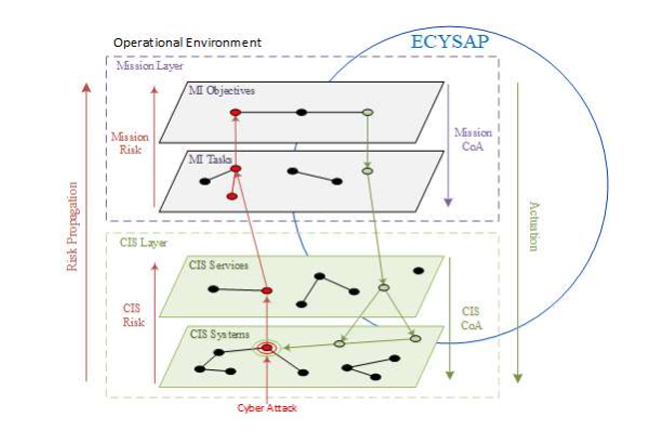 Operational Environment
ECYSAP
Mission Layer
MI Objectives
Mission
Risk
Mission
CoA
MI Tasks
Risk Propagation
Actuation
CIS Layer
CIS Services
CIS
Risk
CIS
CoA
CIS Systems
Cyber Attack